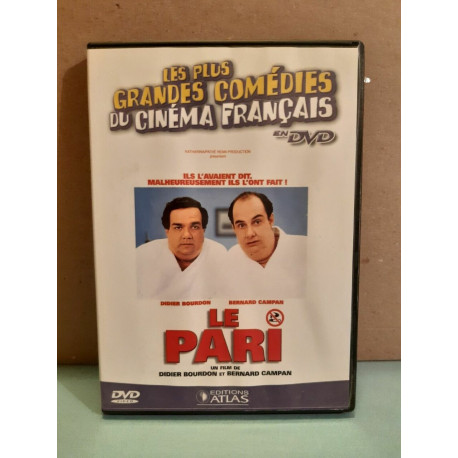 LES PLUS
GRANDES COMÉDIES
DU CINÉMA FRANÇAIS
EN DVD
ILS L'AVAIENT DIT,
MALHEUREUSEMENT ILS L'ONT FAIT !
DIDIER BOURDON BERNARD CAMPAN
LE
PARI
UN FILM DE
DIDIER BOURDON ET BERNARD CAMPAN
DVD
VIDEO
EDITIONS
ATLAS